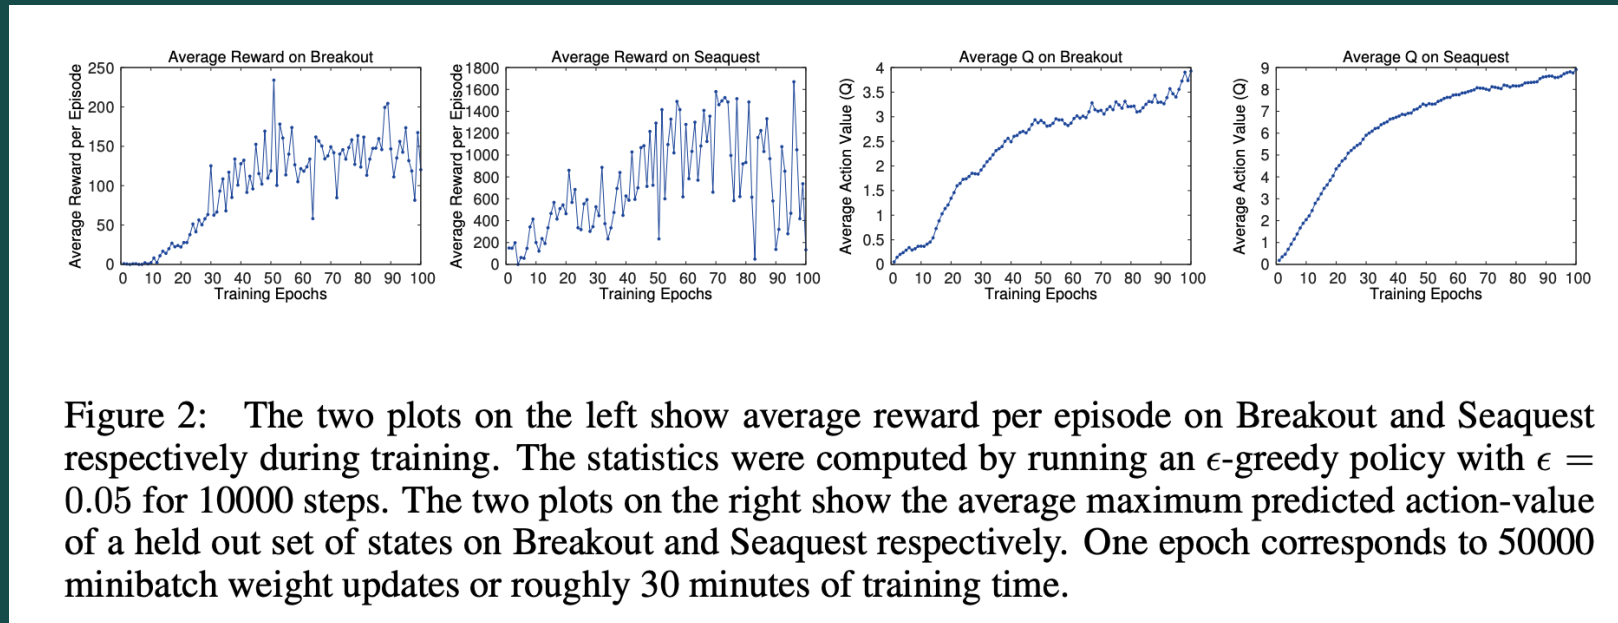 Average Reward on Breakout
Average Reward per Episode
250
200
150
100
50
0
0 10 20 30 40 50 60 70 80 90 100
Training Epochs
Average Reward on Seaquest
Average Reward per Episode
1800
1600
1400
1200
1000
800
600
400
200
0
0 10 20 30 40 50 60 70 80 90 100
Training Epochs
Average Q on Breakout
Average Action Value (Q)
4
3.5
3
2.5
2
1.5
1
0.5
0
0 10 20 30 40 50 60 70 80 90 100
Training Epochs
Average Q on Seaquest
Average Action Value (Q)
9
8
7
6
5
4
3
2
1
0
0 10 20 30 40 50 60 70 80 90 100
Training Epochs
Figure 2: The two plots on the left show average reward per episode on Breakout and Seaquest
respectively during training. The statistics were computed by running an ϵ-greedy policy with ϵ =
0.05 for 10000 steps. The two plots on the right show the average maximum predicted action-value
of a held out set of states on Breakout and Seaquest respectively. One epoch corresponds to 50000
minibatch weight updates or roughly 30 minutes of training time.